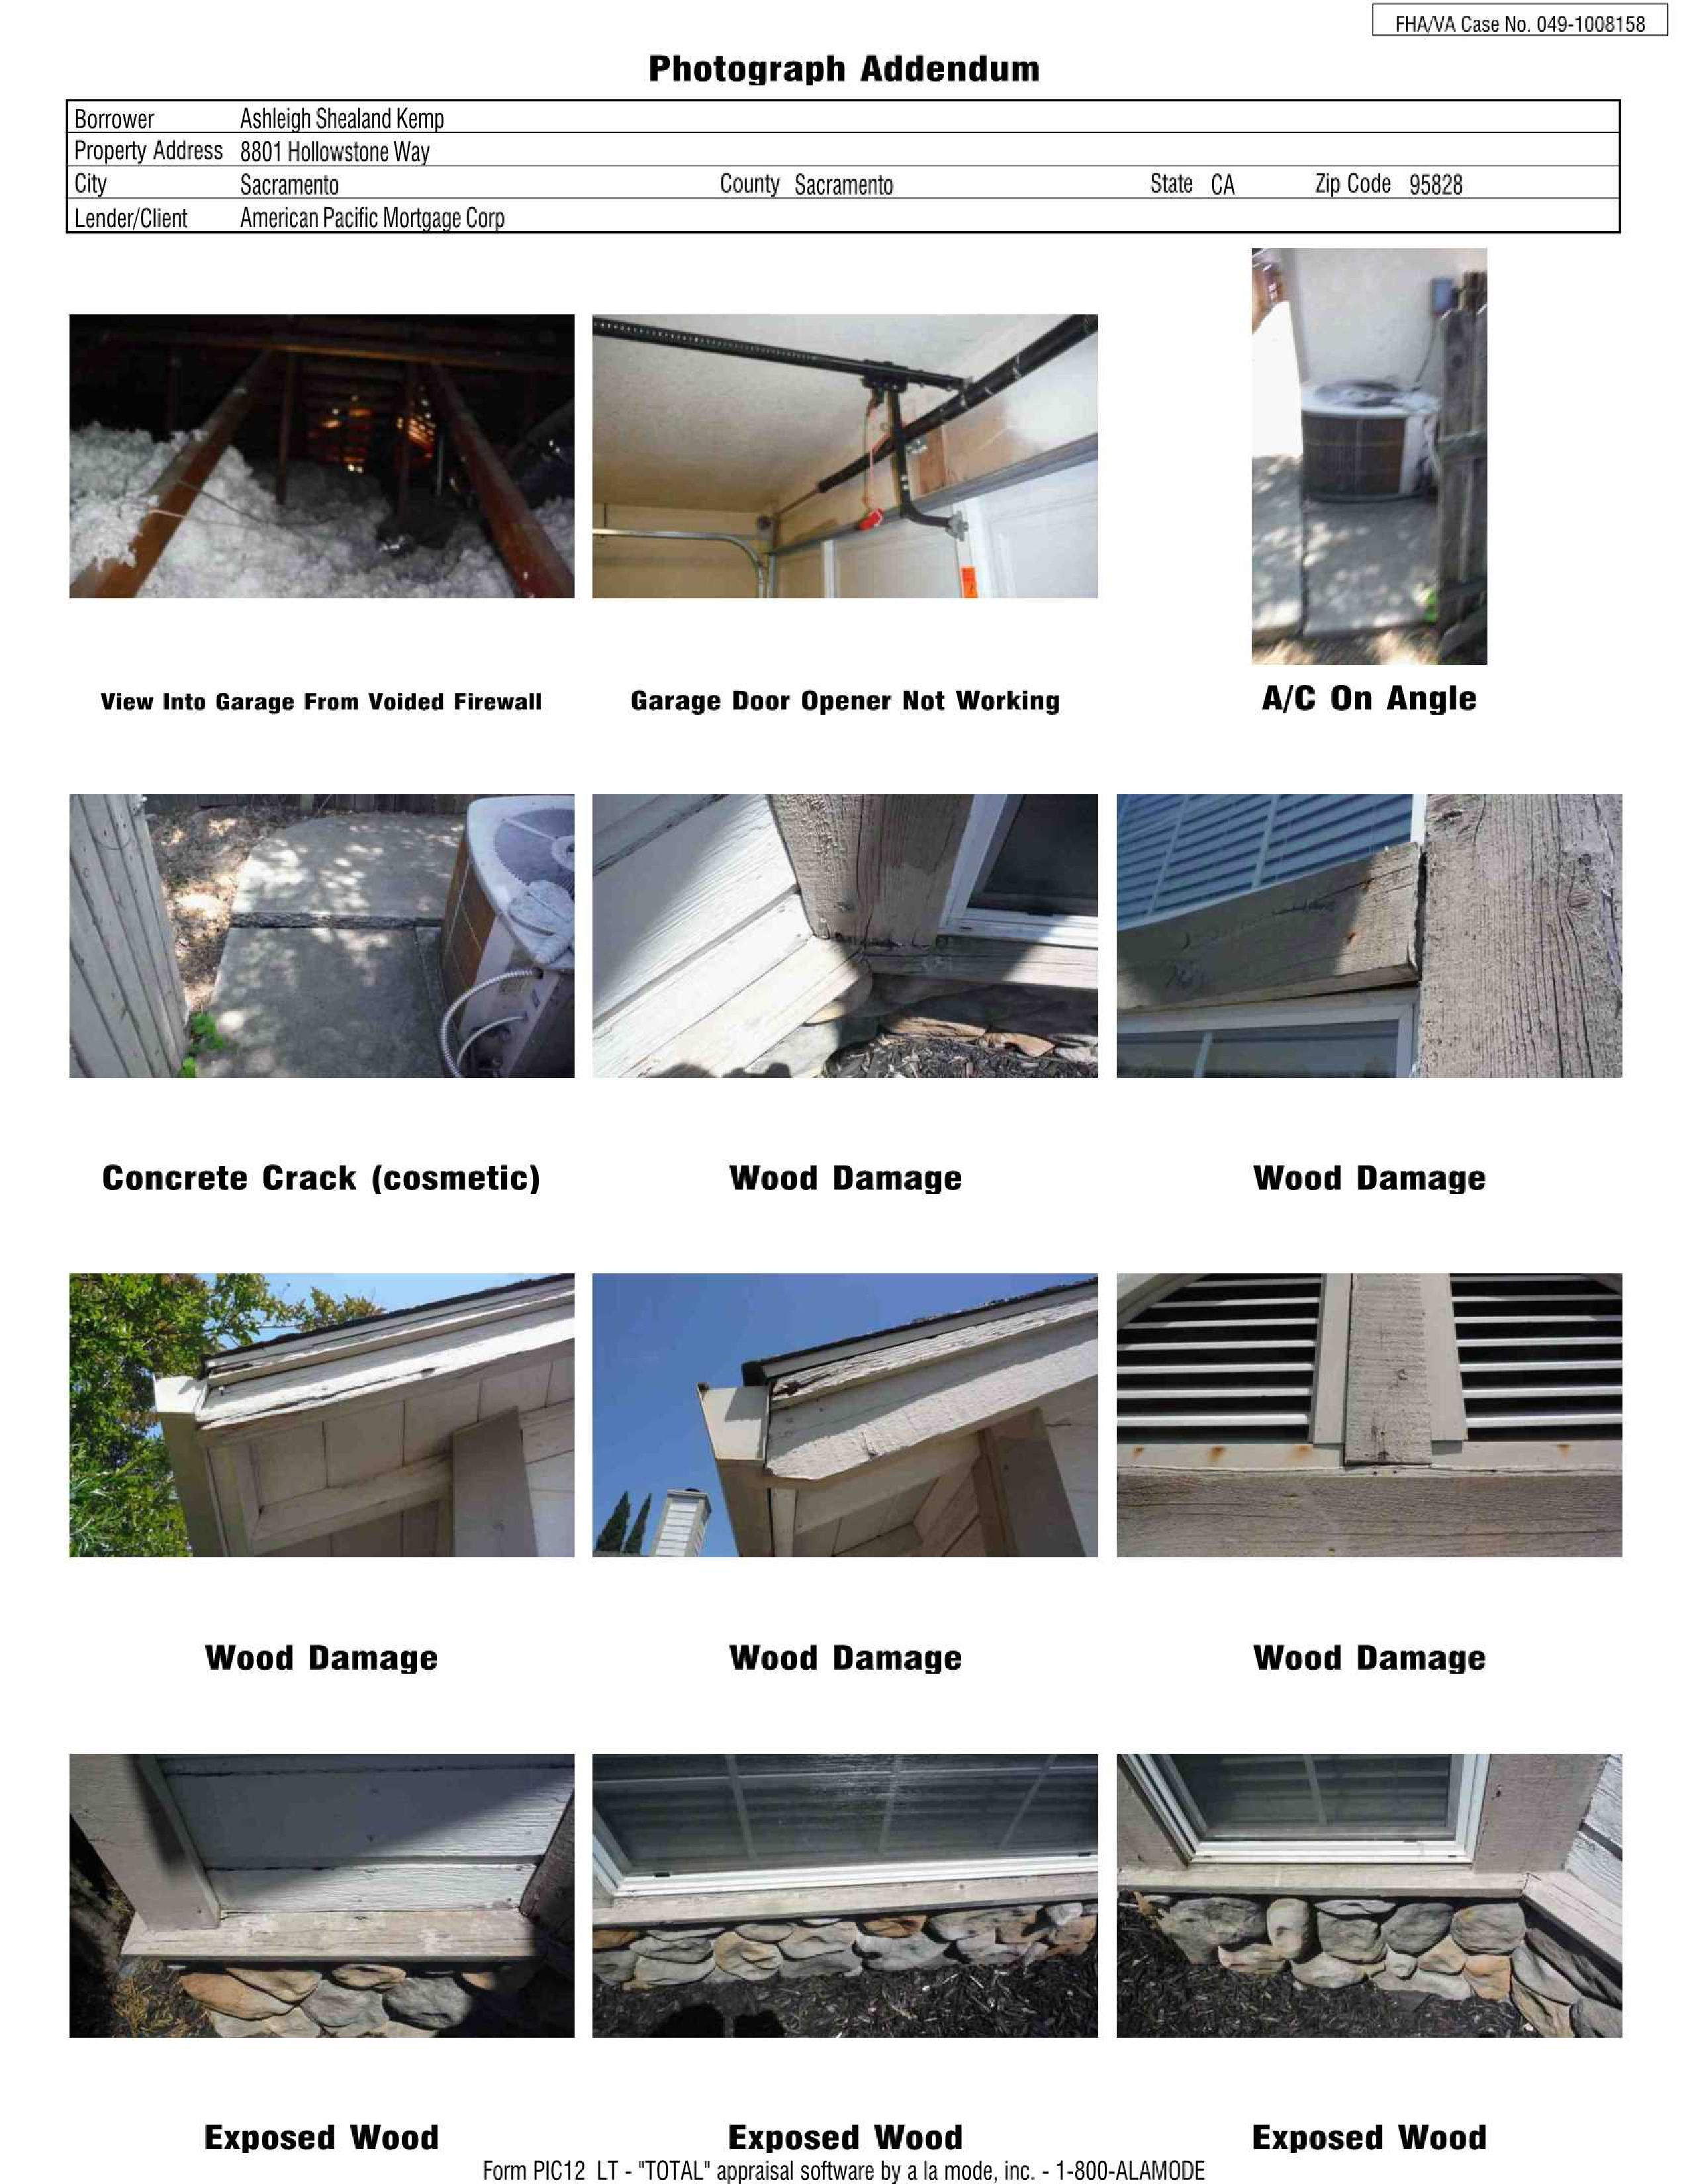 FHA/VA Case No. 049-1008158
Photograph Addendum
Borrower Ashleigh Shealand Kemp
Property Address 8801 Hollowstone Way
City Sacramento County Sacramento State CA Zip Code 95828
Lender/Client American Pacific Mortgage Corp
View Into Garage From Voided Firewall Garage Door Opener Not Working A/C On Angle
Concrete Crack (cosmetic) Wood Damage Wood Damage
Wood Damage Wood Damage Wood Damage
Exposed Wood Exposed Wood Exposed Wood
Form PIC12 LT - "TOTAL" appraisal software by a la mode, inc. - 1-800-ALAMODE